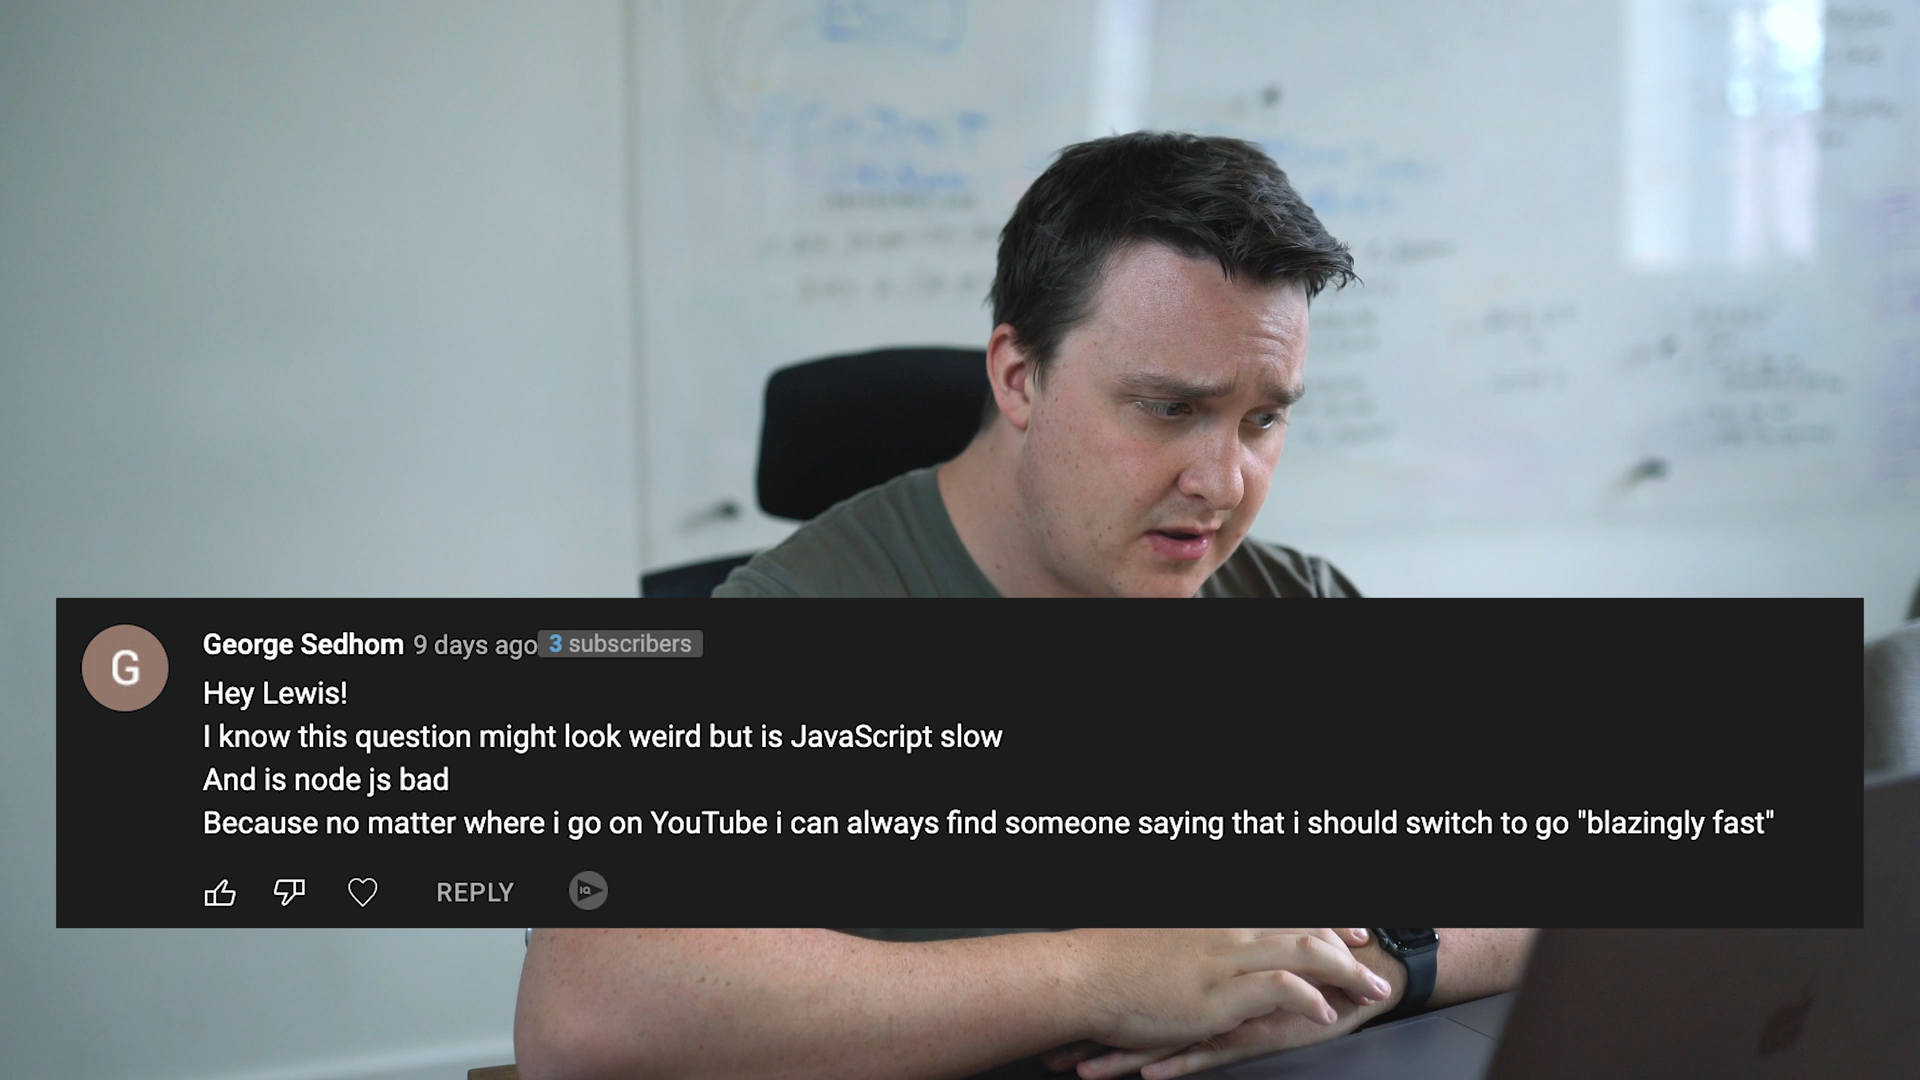 George Sedhom 9 days ago 3 subscribers
G
Hey Lewis!
I know this question might look weird but is JavaScript slow
And is node js bad
Because no matter where i go on YouTube i can always find someone saying that i should switch to go "blazingly fast"
REPLY
IQ